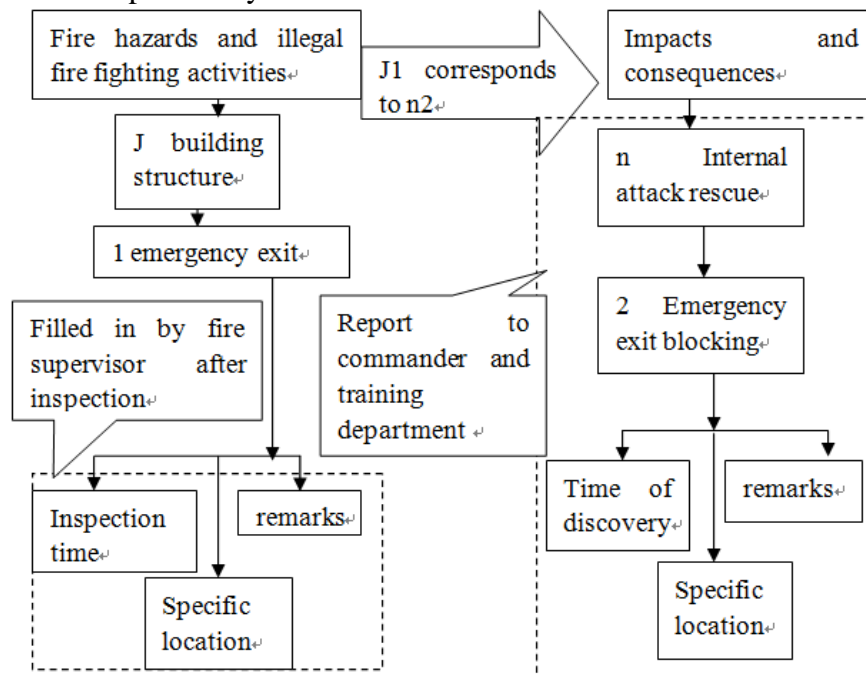 Fire hazards and illegal
fire fighting activities
J1 corresponds
to n2
Impacts and
consequences
J building
structure
n Internal
attack rescue
1 emergency exit
2 Emergency
exit blocking
Filled in by fire
supervisor after
inspection
Report to
commander and
training
department
Inspection
time
remarks
Specific
location
Time of
discovery
remarks
Specific
location